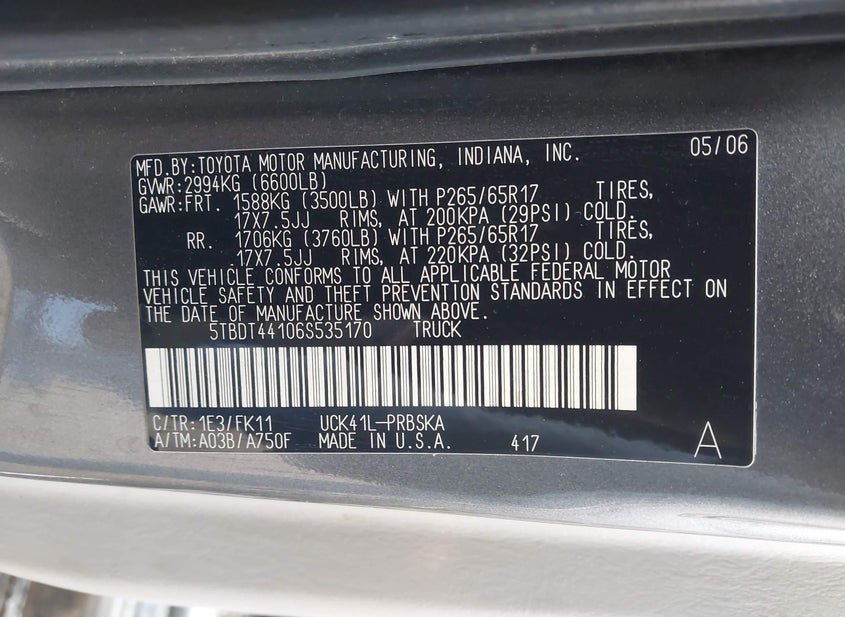 MFD.BY:TOYOTA MOTOR MANUFACTURING, INDIANA, INC. 05/06
GVWR:2994KG (6600LB)
GAWR:FRT. 1588KG (3500LB) WITH P265/65R17 TIRES,
17X7.5JJ RIMS, AT 200KPA (29PSI) COLD.
RR. 1706KG (3760LB) WITH P265/65R17 TIRES,
17X7.5JJ RIMS, AT 220KPA (32PSI) COLD.
THIS VEHICLE CONFORMS TO ALL APPLICABLE FEDERAL MOTOR
VEHICLE SAFETY AND THEFT PREVENTION STANDARDS IN EFFECT ON
THE DATE OF MANUFACTURE SHOWN ABOVE.
5TBDT44106S535170 TRUCK
C/TR:1E3/FK11 UCK41L-PRBSKA
A/TM:A03B/A750F MADE IN U.S.A. 417 A